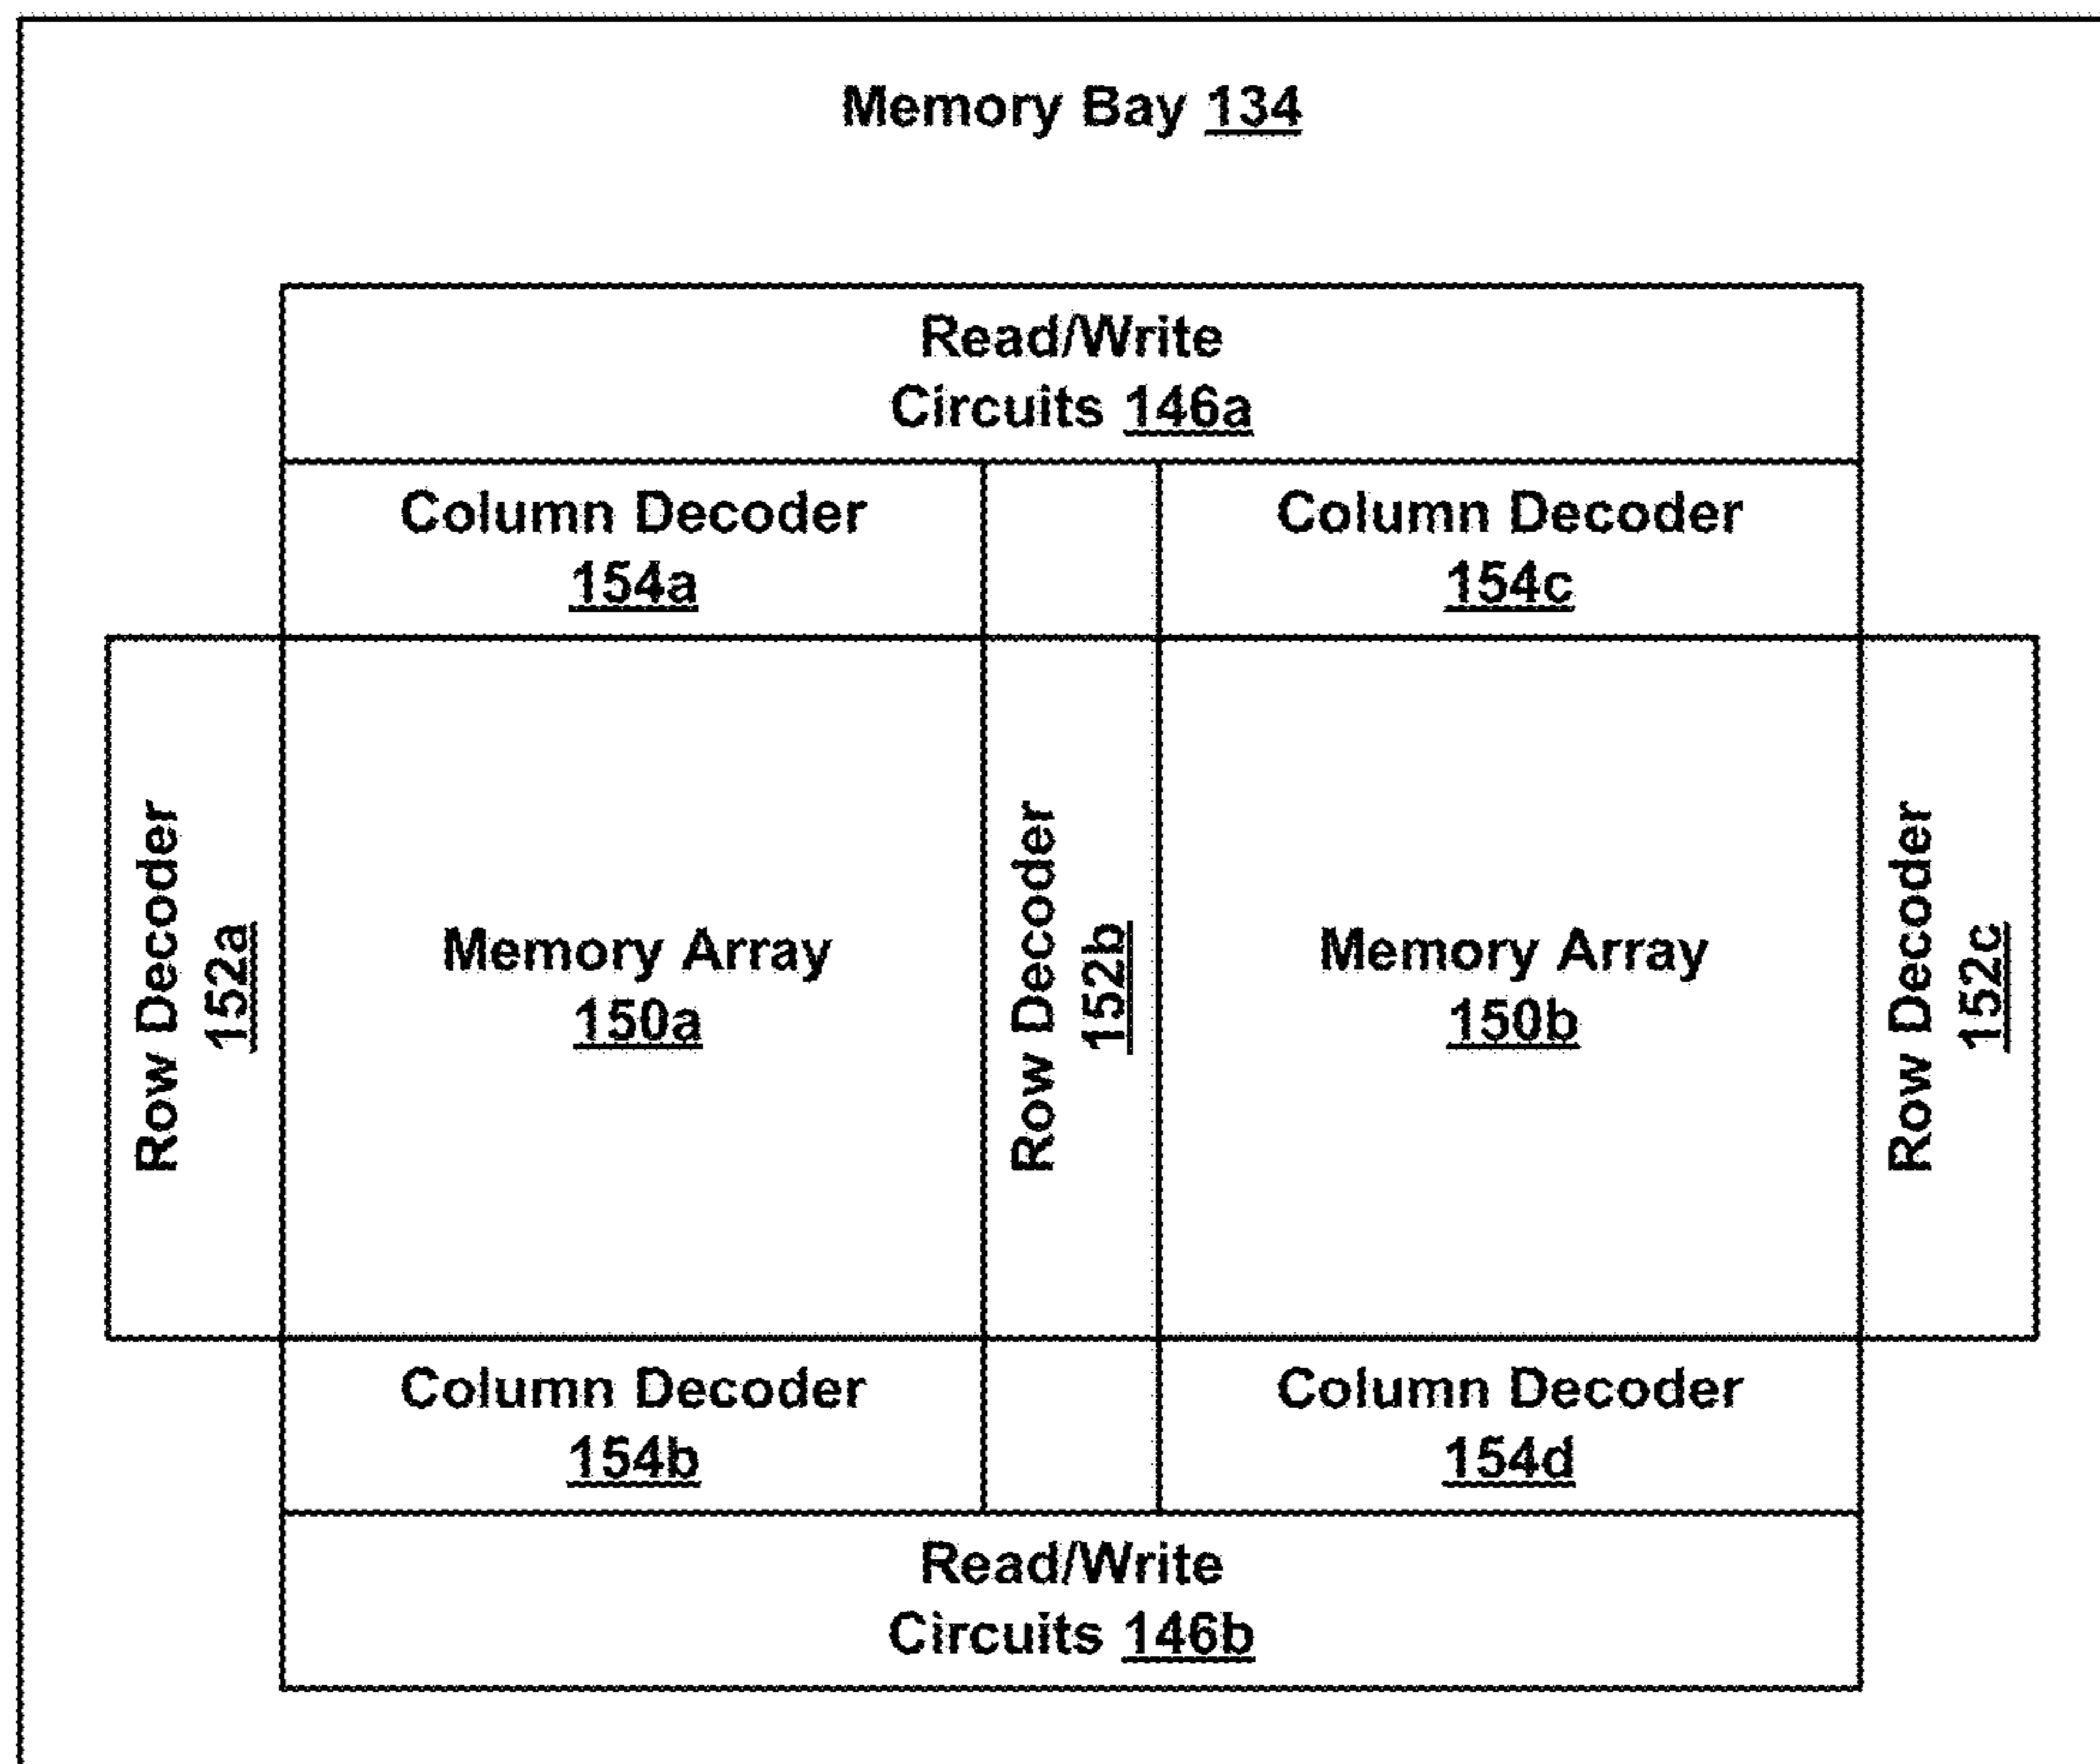 Memory Bay 134
Read/Write
Circuits 146a
Column Decoder
154a
Column Decoder
154c
Row Decoder
152a
Memory Array
150a
Row Decoder
152b
Memory Array
150b
Row Decoder
152c
Column Decoder
154b
Column Decoder
154d
Read/Write
Circuits 146b